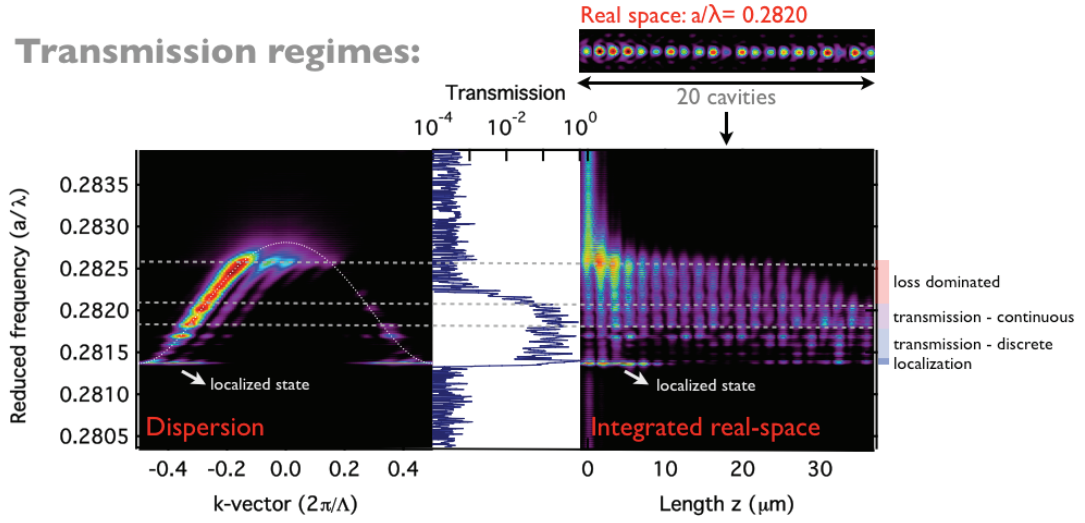 Real space: a/λ= 0.2820
Transmission regimes:
20 cavities
Transmission
10⁻⁴ 10⁻² 10⁰
Reduced frequency (a/λ)
0.2835
0.2830
0.2825
0.2820
0.2815
0.2810
0.2805
localized state
Dispersion
-0.4 -0.2 0.0 0.2 0.4
k-vector (2π/Λ)
localized state
Integrated real-space
0 10 20 30
Length z (μm)
loss dominated
transmission - continuous
transmission - discrete
localization